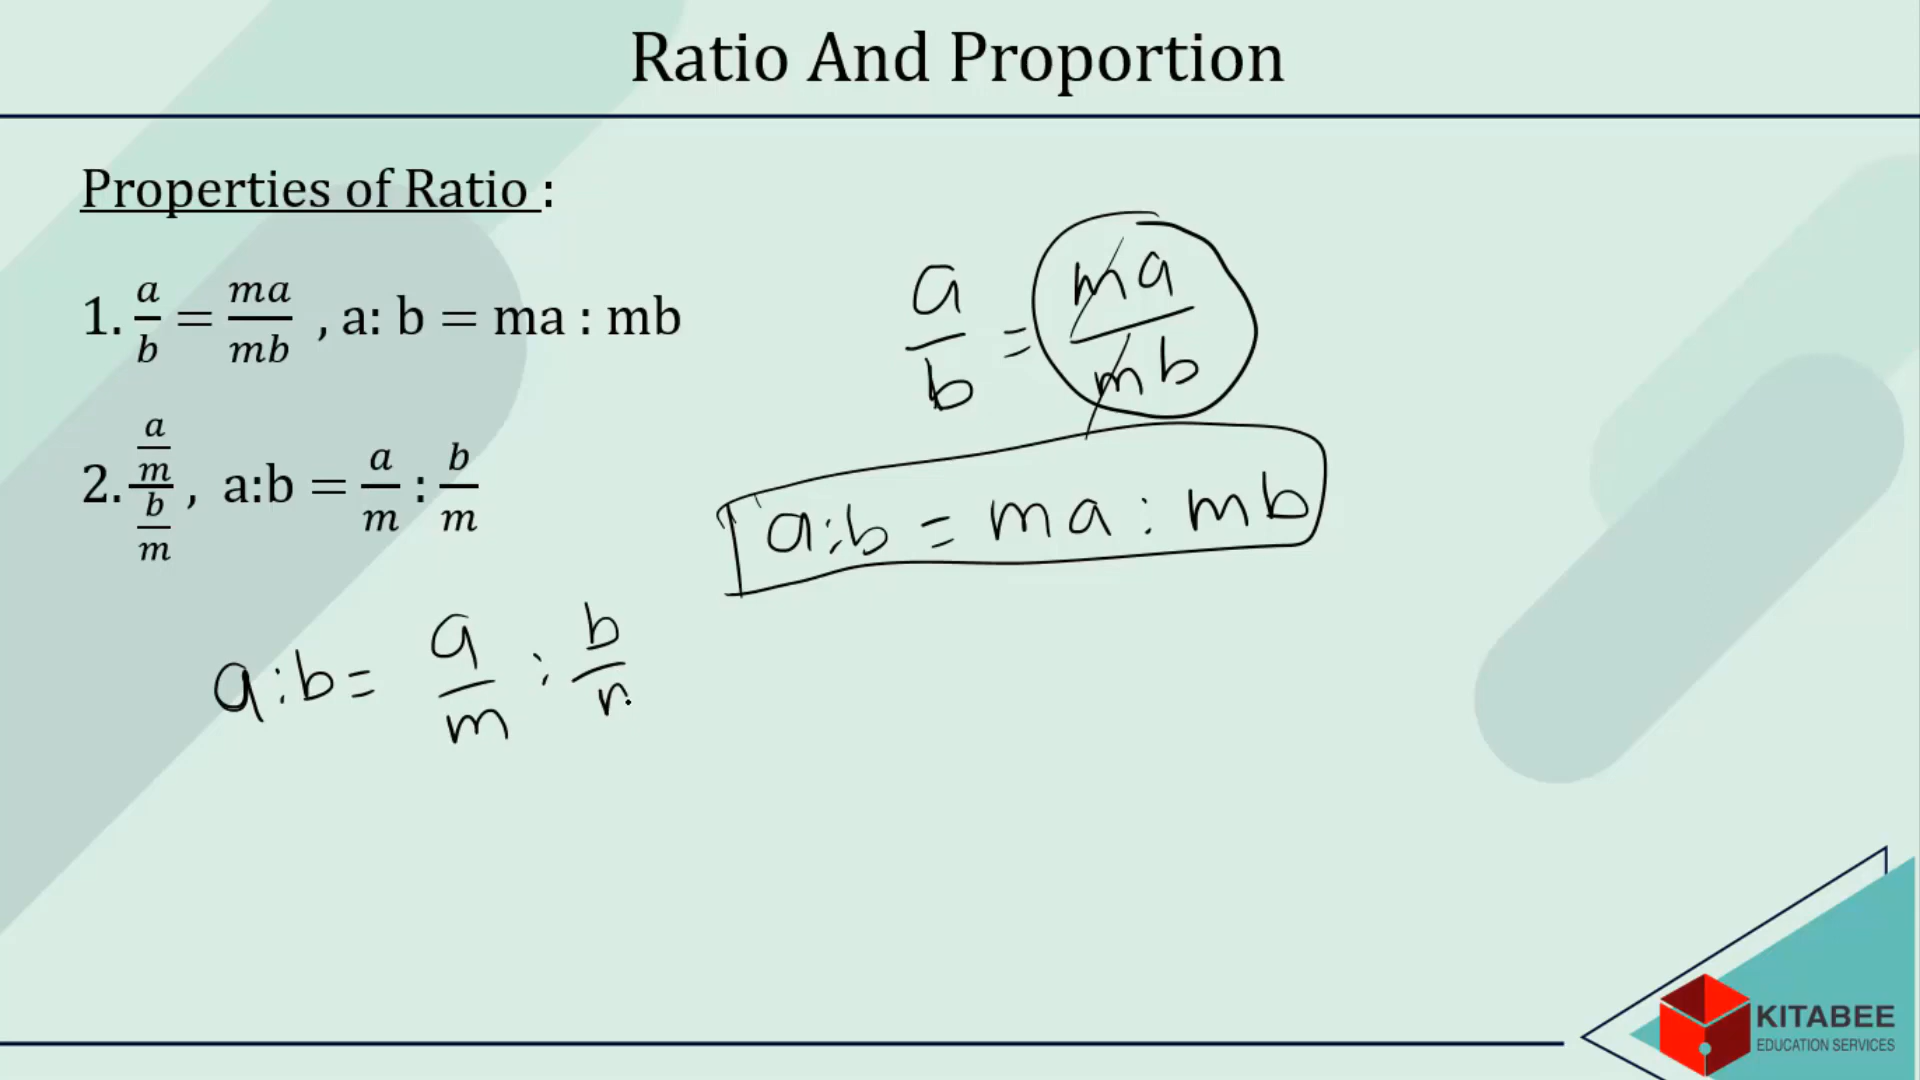 Ratio And Proportion
Properties of Ratio :
1. a/b = ma/mb , a: b = ma : mb
2. (a/m)/(b/m) , a:b = a/m : b/m
a/b = ma/mb
a:b = ma : mb
a:b = a/m : b/n
KITABEE
EDUCATION SERVICES